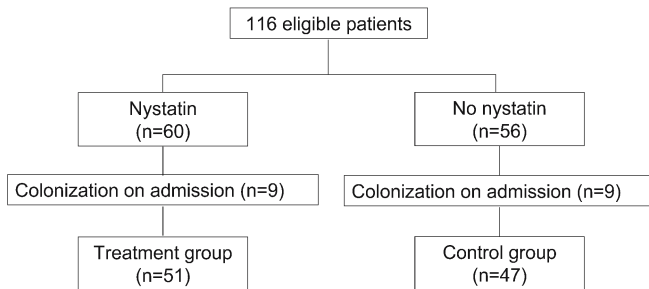 116 eligible patients
Nystatin
(n=60)
No nystatin
(n=56)
Colonization on admission (n=9)
Colonization on admission (n=9)
Treatment group
(n=51)
Control group
(n=47)